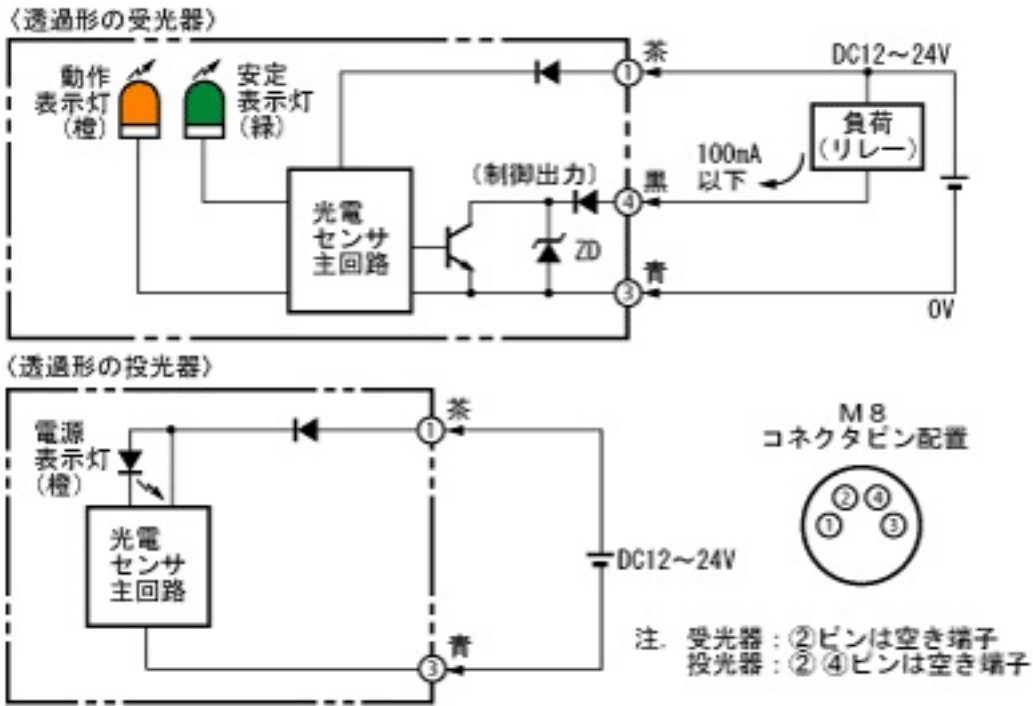 〈透過形の受光器〉
動作
表示灯
(橙)
安定
表示灯
(緑)
光電
センサ
主回路
(制御出力)
ZD
① 茶
④ 黒
③ 青
100mA
以下
DC12～24V
負荷
(リレー)
0V
〈透過形の投光器〉
電源
表示灯
(橙)
光電
センサ
主回路
① 茶
③ 青
DC12～24V
M8
コネクタピン配置
② ④
① ③
注. 受光器：②ピンは空き端子
投光器：②④ピンは空き端子